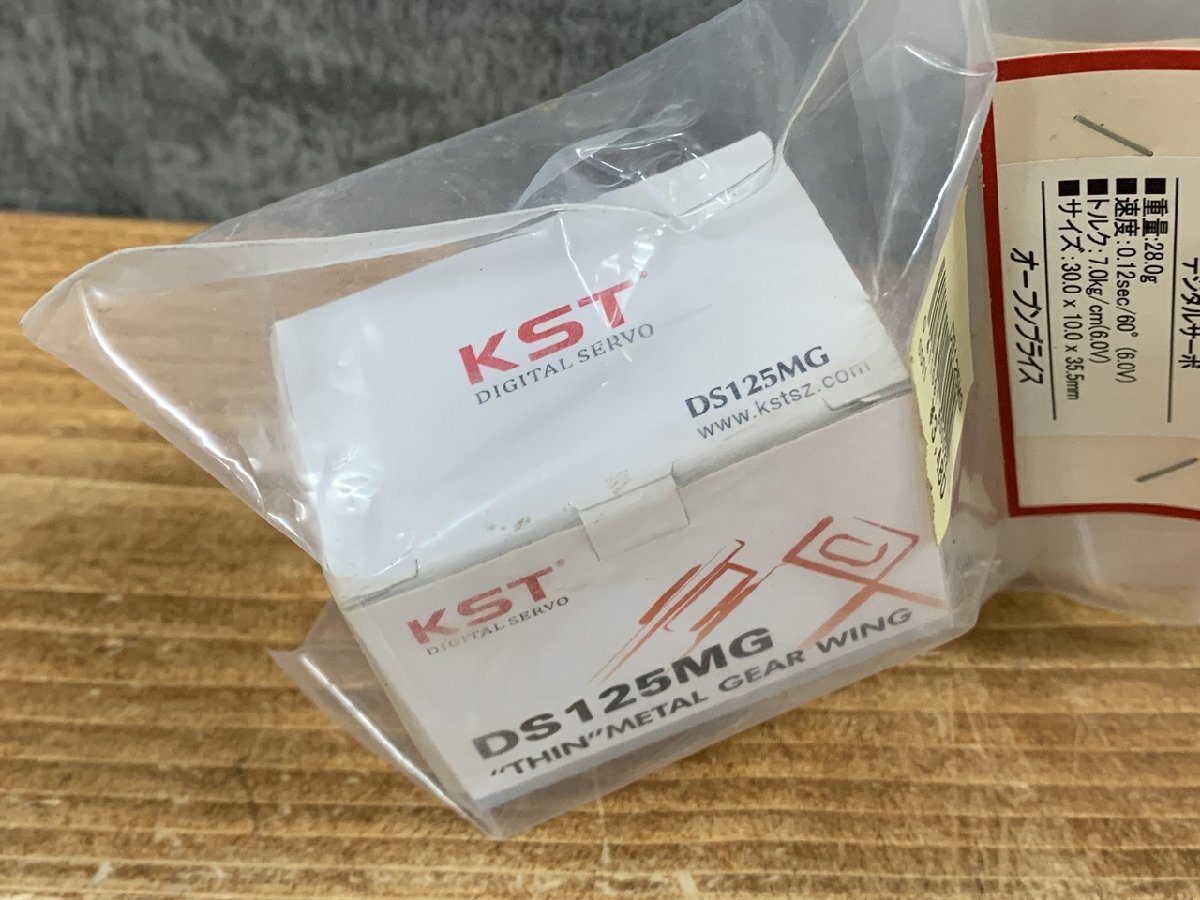 KST
DIGITAL SERVO
DS125MG
www.kstsz.com
KST
DIGITAL SERVO
DS125MG
"THIN"METAL GEAR WING
デジタルサーボ
■重量:28.0g
■速度:0.12sec/60°(6.0V)
■トルク:7.0kg/cm(6.0V)
■サイズ:30.0 x 10.0 x 35.5mm
オープンプライス